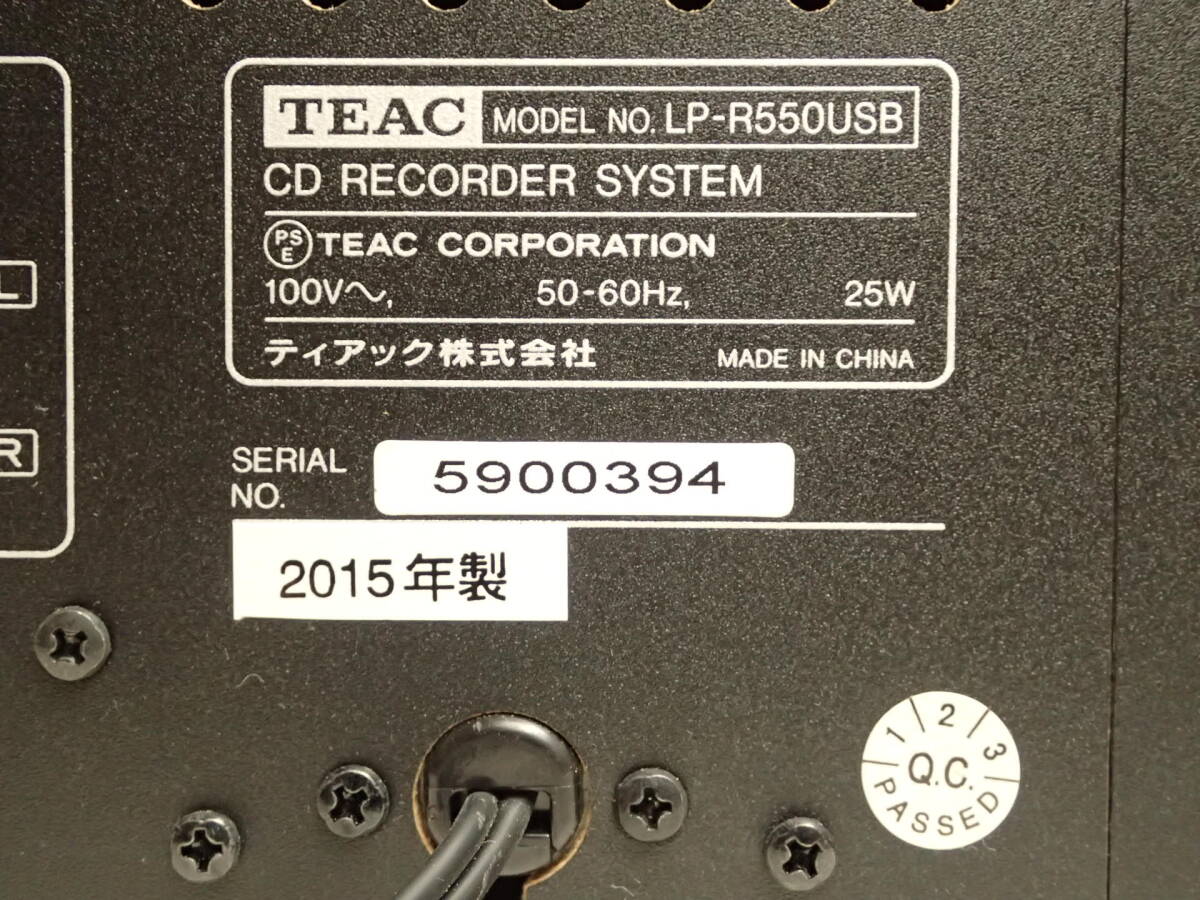 TEAC MODEL NO. LP-R550USB
CD RECORDER SYSTEM
PSE TEAC CORPORATION
100V～, 50-60Hz, 25W
ティアック株式会社 MADE IN CHINA
L
R
SERIAL NO. 5900394
2015年製
1 2 3
Q.C.
PASSED